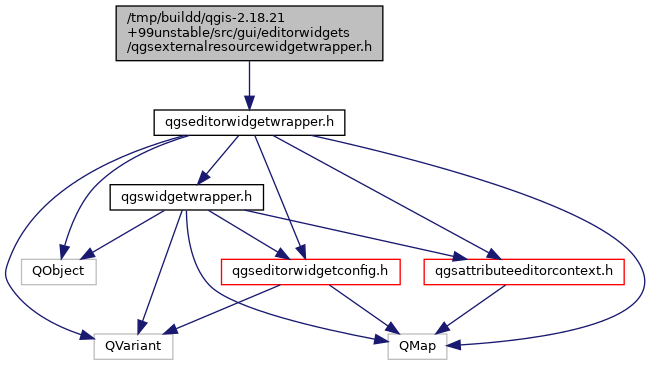 /tmp/buildd/qgis-2.18.21
+99unstable/src/gui/editorwidgets
/qgsexternalresourcewidgetwrapper.h
qgseditorwidgetwrapper.h
qgswidgetwrapper.h
QObject
qgseditorwidgetconfig.h
qgsattributeeditorcontext.h
QVariant
QMap